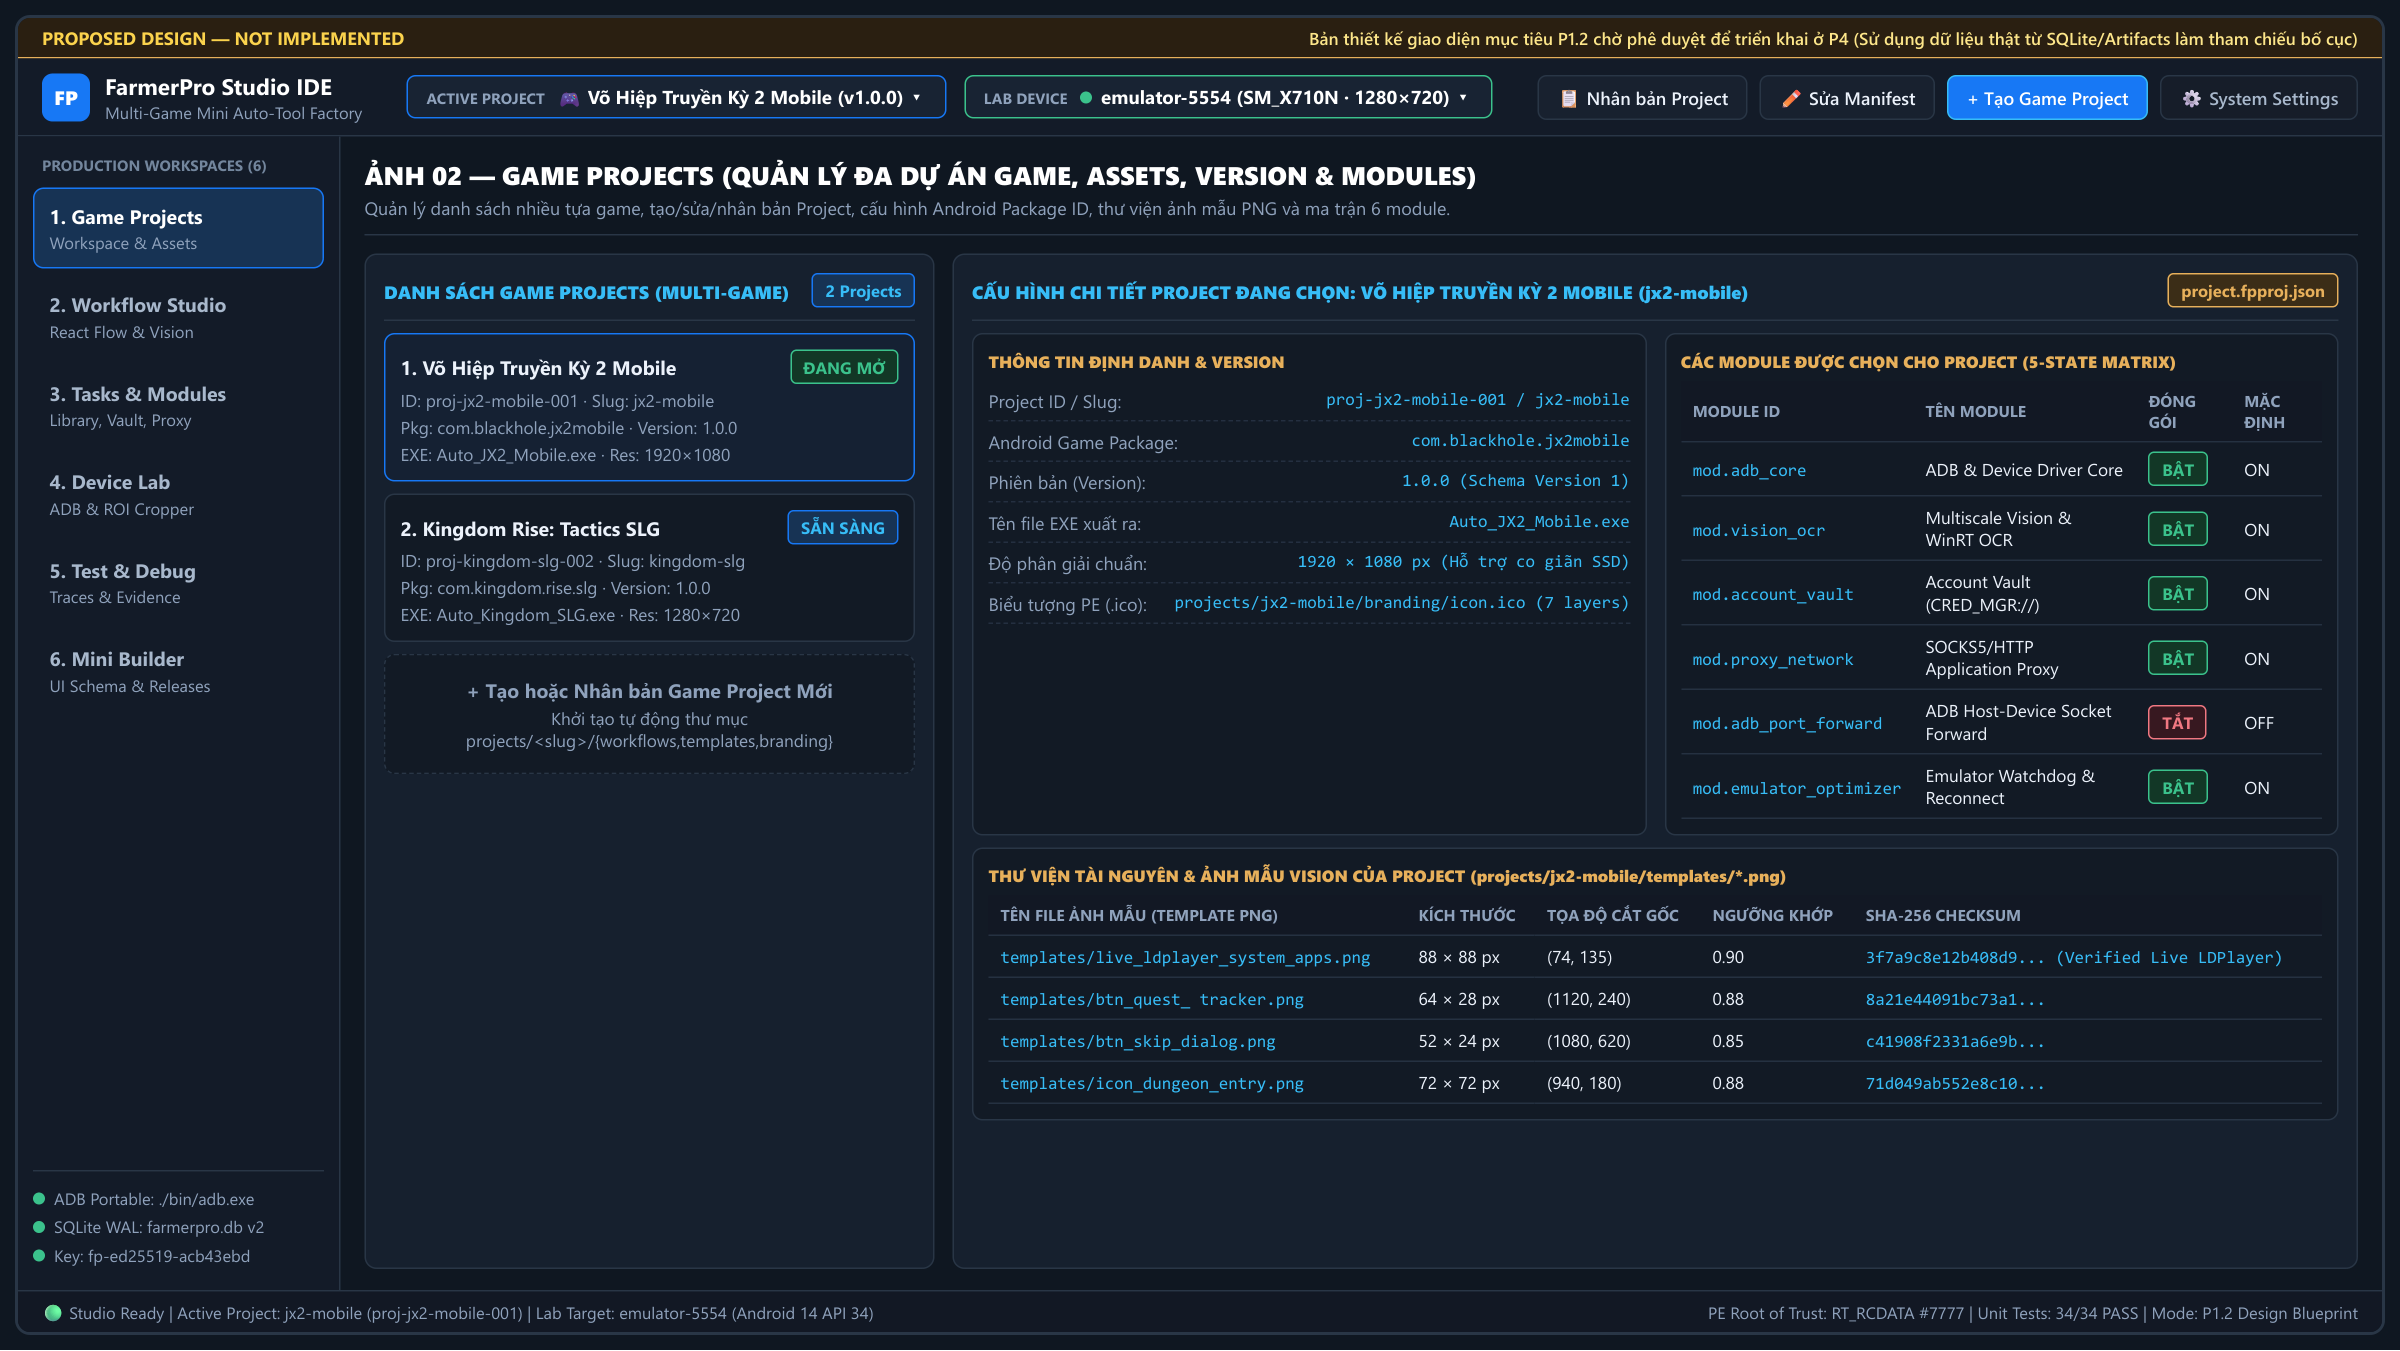 PROPOSED DESIGN — NOT IMPLEMENTED
Bản thiết kế giao diện mục tiêu P1.2 chờ phê duyệt để triển khai ở P4 (Sử dụng dữ liệu thật từ SQLite/Artifacts làm tham chiếu bố cục)
FP
FarmerPro Studio IDE
Multi-Game Mini Auto-Tool Factory
ACTIVE PROJECT 🎮 Võ Hiệp Truyền Kỳ 2 Mobile (v1.0.0) ▼
LAB DEVICE ● emulator-5554 (SM_X710N · 1280×720) ▼
📋 Nhân bản Project
✏️ Sửa Manifest
+ Tạo Game Project
⚙️ System Settings
PRODUCTION WORKSPACES (6)
1. Game Projects
Workspace & Assets
2. Workflow Studio
React Flow & Vision
3. Tasks & Modules
Library, Vault, Proxy
4. Device Lab
ADB & ROI Cropper
5. Test & Debug
Traces & Evidence
6. Mini Builder
UI Schema & Releases
ADB Portable: ./bin/adb.exe
SQLite WAL: farmerpro.db v2
Key: fp-ed25519-acb43ebd
ẢNH 02 — GAME PROJECTS (QUẢN LÝ ĐA DỰ ÁN GAME, ASSETS, VERSION & MODULES)
Quản lý danh sách nhiều tựa game, tạo/sửa/nhân bản Project, cấu hình Android Package ID, thư viện ảnh mẫu PNG và ma trận 6 module.
DANH SÁCH GAME PROJECTS (MULTI-GAME)
2 Projects
1. Võ Hiệp Truyền Kỳ 2 Mobile
ĐANG MỞ
ID: proj-jx2-mobile-001 · Slug: jx2-mobile
Pkg: com.blackhole.jx2mobile · Version: 1.0.0
EXE: Auto_JX2_Mobile.exe · Res: 1920×1080
2. Kingdom Rise: Tactics SLG
SẴN SÀNG
ID: proj-kingdom-slg-002 · Slug: kingdom-slg
Pkg: com.kingdom.rise.slg · Version: 1.0.0
EXE: Auto_Kingdom_SLG.exe · Res: 1280×720
+ Tạo hoặc Nhân bản Game Project Mới
Khởi tạo tự động thư mục
projects/<slug>/{workflows,templates,branding}
CẤU HÌNH CHI TIẾT PROJECT ĐANG CHỌN: VÕ HIỆP TRUYỀN KỲ 2 MOBILE (jx2-mobile)
project.fpproj.json
THÔNG TIN ĐỊNH DANH & VERSION
Project ID / Slug: proj-jx2-mobile-001 / jx2-mobile
Android Game Package: com.blackhole.jx2mobile
Phiên bản (Version): 1.0.0 (Schema Version 1)
Tên file EXE xuất ra: Auto_JX2_Mobile.exe
Độ phân giải chuẩn: 1920 × 1080 px (Hỗ trợ co giãn SSD)
Biểu tượng PE (.ico): projects/jx2-mobile/branding/icon.ico (7 layers)
CÁC MODULE ĐƯỢC CHỌN CHO PROJECT (5-STATE MATRIX)
MODULE ID TÊN MODULE ĐÓNG GÓI MẶC ĐỊNH
mod.adb_core ADB & Device Driver Core BẬT ON
mod.vision_ocr Multiscale Vision & WinRT OCR BẬT ON
mod.account_vault Account Vault (CRED_MGR://) BẬT ON
mod.proxy_network SOCKS5/HTTP Application Proxy BẬT ON
mod.adb_port_forward ADB Host-Device Socket Forward TẮT OFF
mod.emulator_optimizer Emulator Watchdog & Reconnect BẬT ON
THƯ VIỆN TÀI NGUYÊN & ẢNH MẪU VISION CỦA PROJECT (projects/jx2-mobile/templates/*.png)
TÊN FILE ẢNH MẪU (TEMPLATE PNG) KÍCH THƯỚC TỌA ĐỘ CẮT GỐC NGƯỠNG KHỚP SHA-256 CHECKSUM
templates/live_ldplayer_system_apps.png 88 × 88 px (74, 135) 0.90 3f7a9c8e12b408d9... (Verified Live LDPlayer)
templates/btn_quest_ tracker.png 64 × 28 px (1120, 240) 0.88 8a21e44091bc73a1...
templates/btn_skip_dialog.png 52 × 24 px (1080, 620) 0.85 c41908f2331a6e9b...
templates/icon_dungeon_entry.png 72 × 72 px (940, 180) 0.88 71d049ab552e8c10...
Studio Ready | Active Project: jx2-mobile (proj-jx2-mobile-001) | Lab Target: emulator-5554 (Android 14 API 34)
PE Root of Trust: RT_RCDATA #7777 | Unit Tests: 34/34 PASS | Mode: P1.2 Design Blueprint